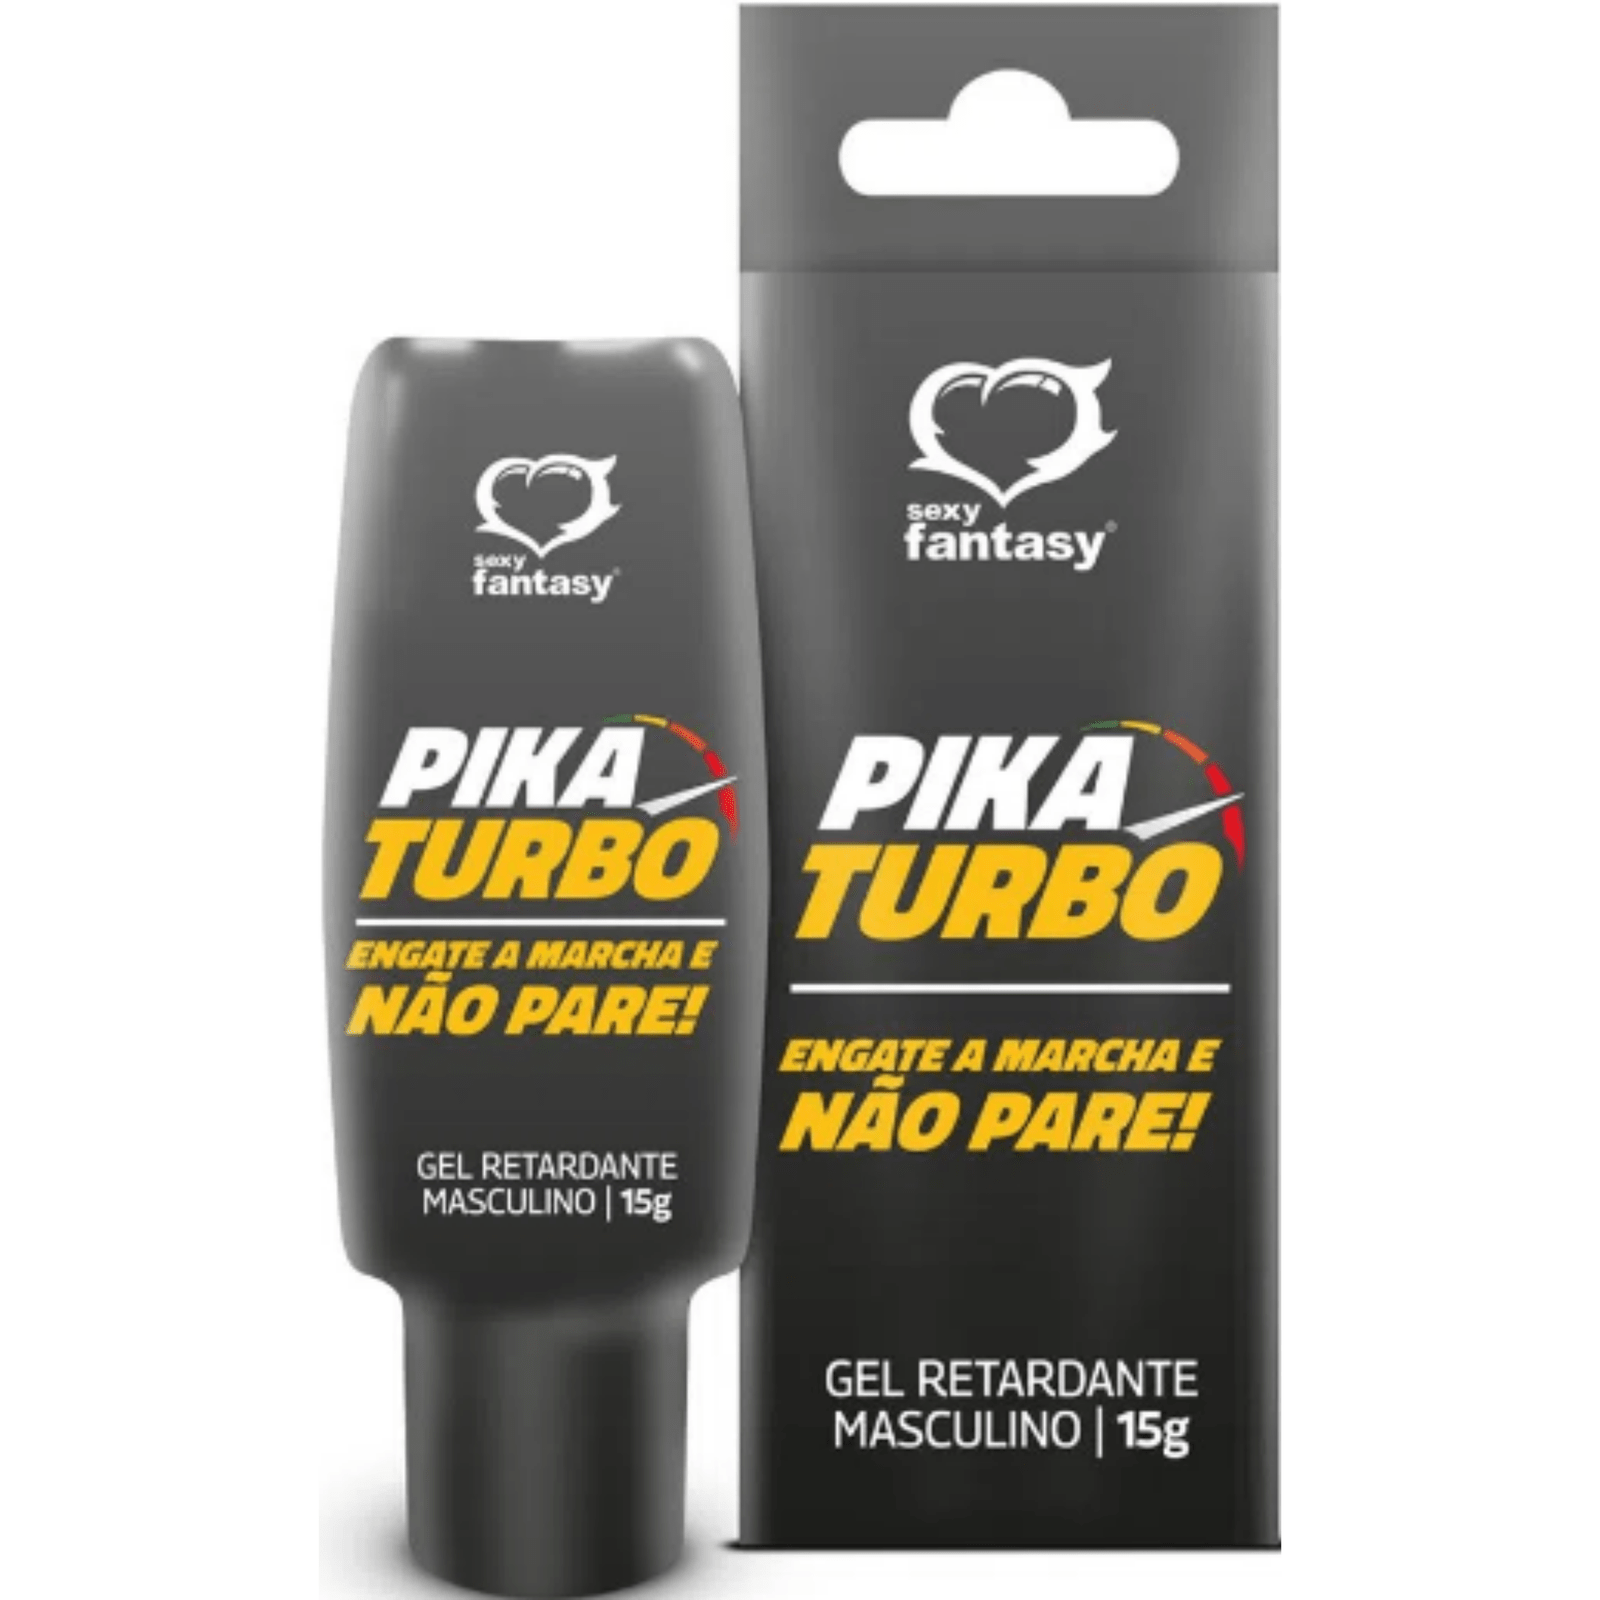 sexy
fantasy®
PIKA
TURBO
ENGATE A MARCHA E
NÃO PARE!
GEL RETARDANTE
MASCULINO | 15g
sexy
fantasy®
PIKA
TURBO
ENGATE A MARCHA E
NÃO PARE!
GEL RETARDANTE
MASCULINO | 15g